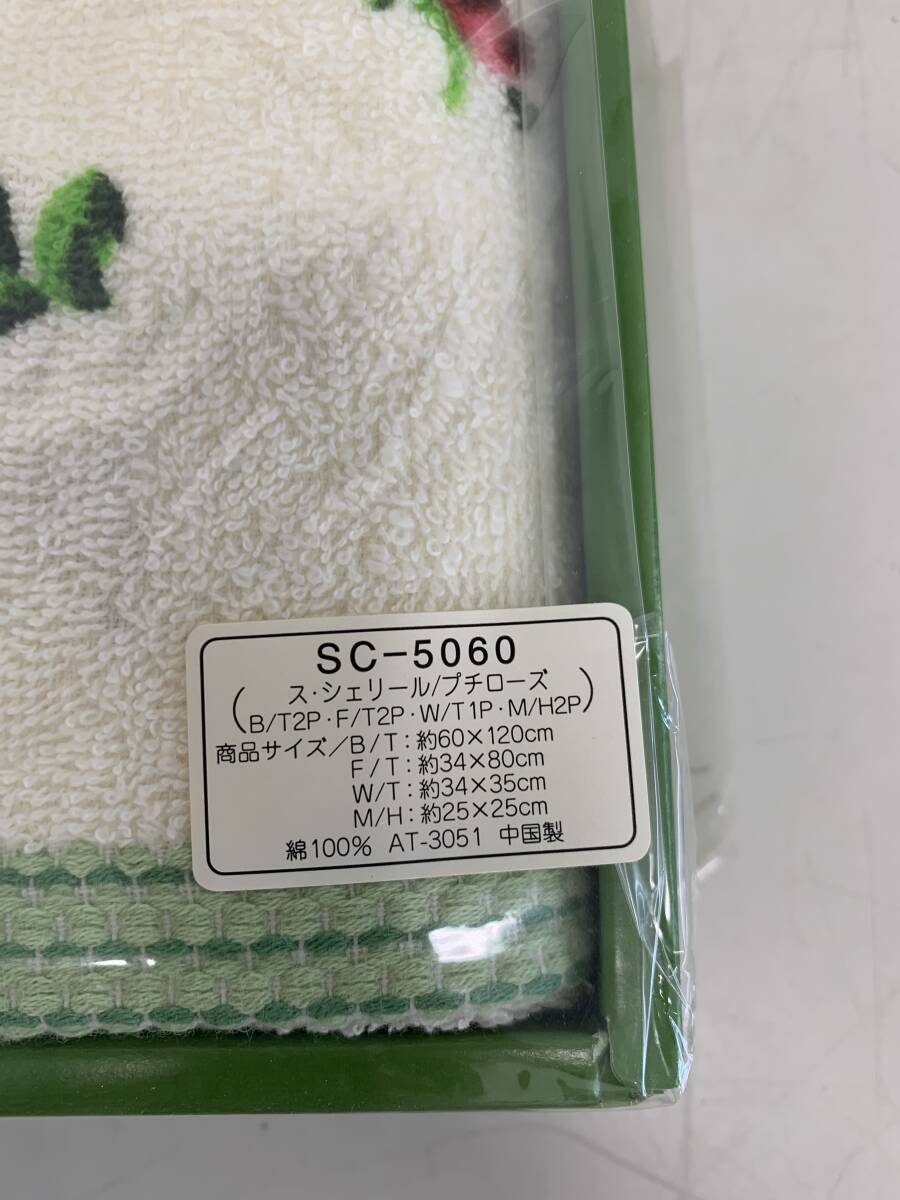 SC-5060
(ス・シェリール/プチローズ
B/T2P・F/T2P・W/T1P・M/H2P)
商品サイズ/B/T：約60×120cm
F/T：約34×80cm
W/T：約34×35cm
M/H：約25×25cm
綿100% AT-3051 中国製